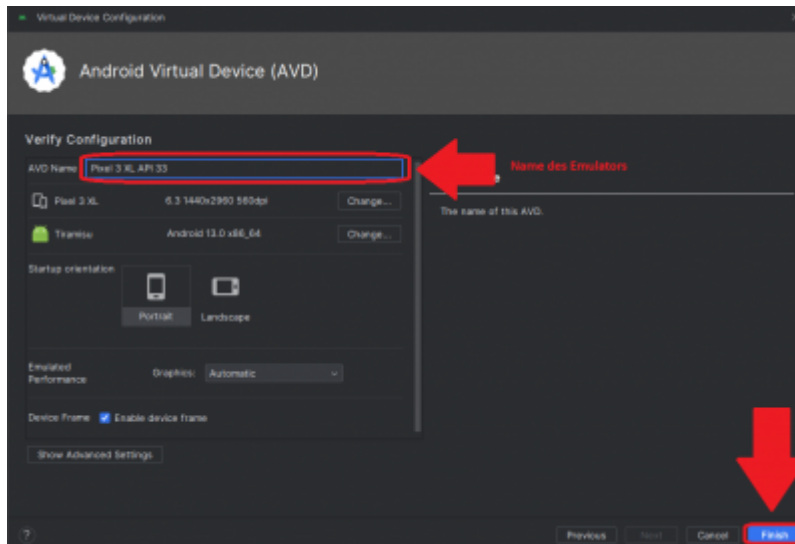 Virtual Device Configuration
Android Virtual Device (AVD)
Verify Configuration
AVD Name Pixel 3 XL API 33
Name des Emulators
Pixel 3 XL 6.3 1440x2960 560dpi Change...
The name of this AVD.
Tiramisu Android 13.0 x86_64 Change...
Startup orientation
Portrait Landscape
Emulated Performance Graphics: Automatic
Device Frame Enable device frame
Show Advanced Settings
? Previous Next Cancel Finish